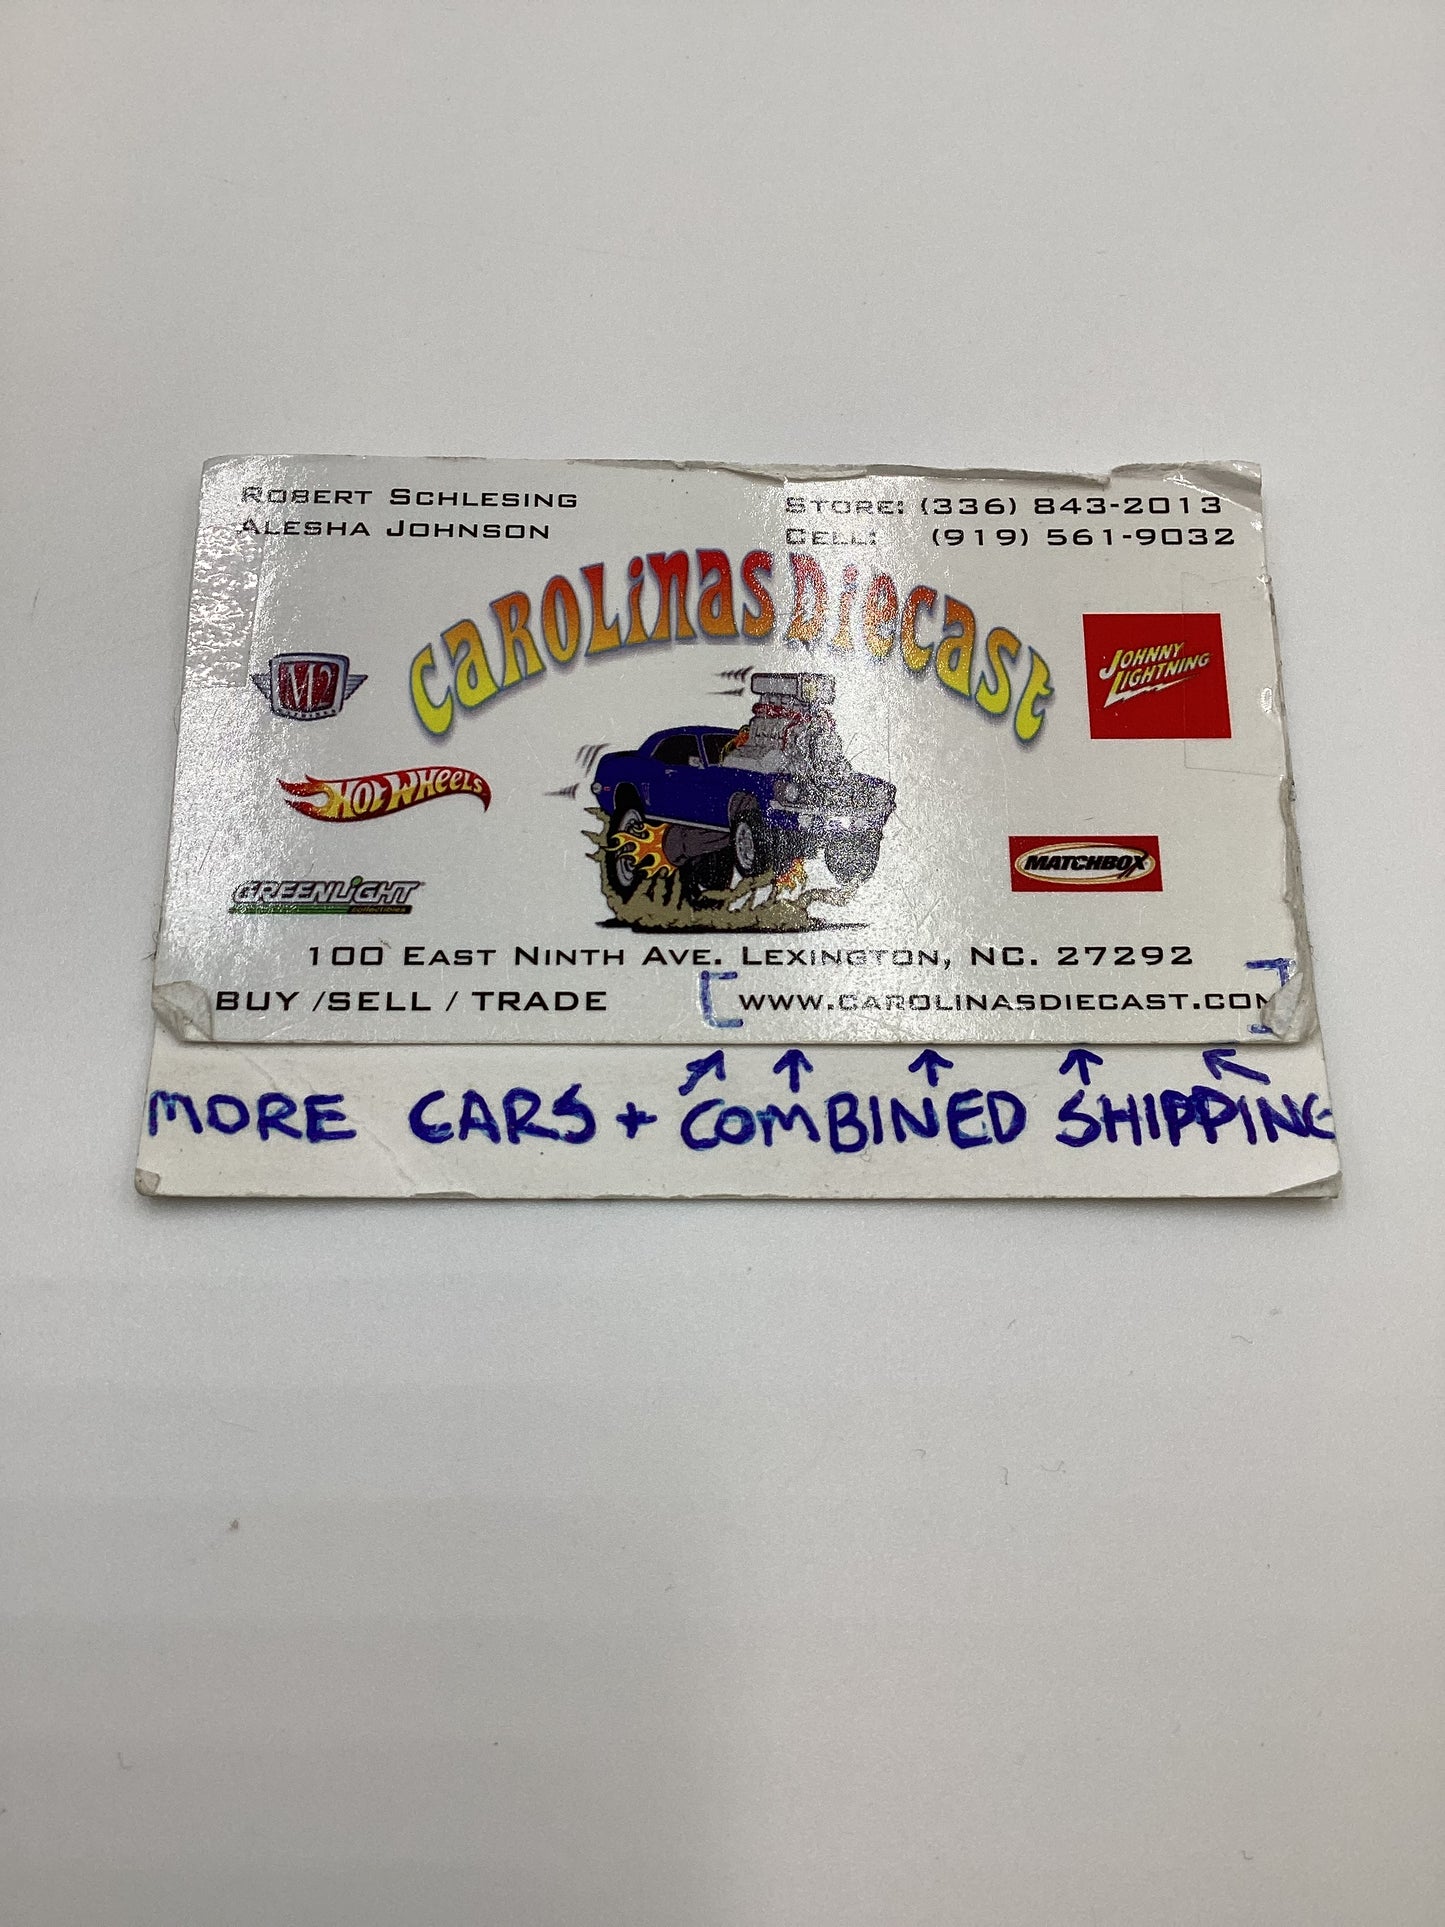 ROBERT SCHLESING
ALESHA JOHNSON
STORE: (336) 843-2013
CELL: (919) 561-9032
CAROLINAS DIECAST
M2
JOHNNY LIGHTNING
HOT WHEELS
MATCHBOX
GREENLIGHT
collectibles
100 EAST NINTH AVE. LEXINGTON, NC. 27292
BUY /SELL / TRADE
[WWW.CAROLINASDIECAST.COM]
MORE CARS + COMBINED SHIPPING